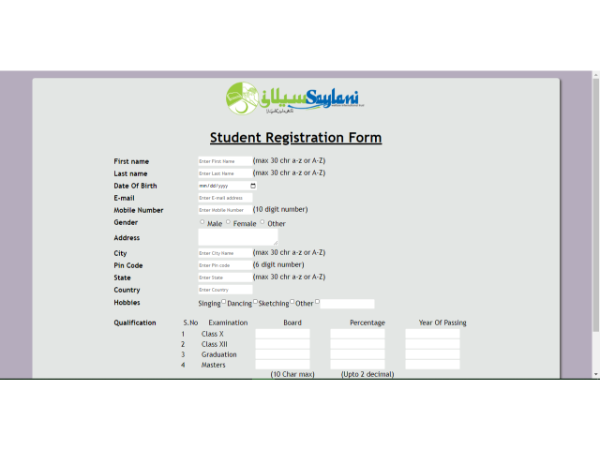 سیلانی Saylani
Student Registration Form
First name Enter First Name (max 30 chr a-z or A-Z)
Last name Enter Last Name (max 30 chr a-z or A-Z)
Date Of Birth mm/dd/yyyy
E-mail Enter E-mail address
Mobile Number Enter Mobile Number (10 digit number)
Gender Male Female Other
Address
City Enter City Name (max 30 chr a-z or A-Z)
Pin Code Enter Pin code (6 digit number)
State Enter State (max 30 chr a-z or A-Z)
Country Enter Country
Hobbies Singing Dancing Sketching Other
Qualification S.No Examination Board Percentage Year Of Passing
1 Class X
2 Class XII
3 Graduation
4 Masters
(10 Char max) (Upto 2 decimal)